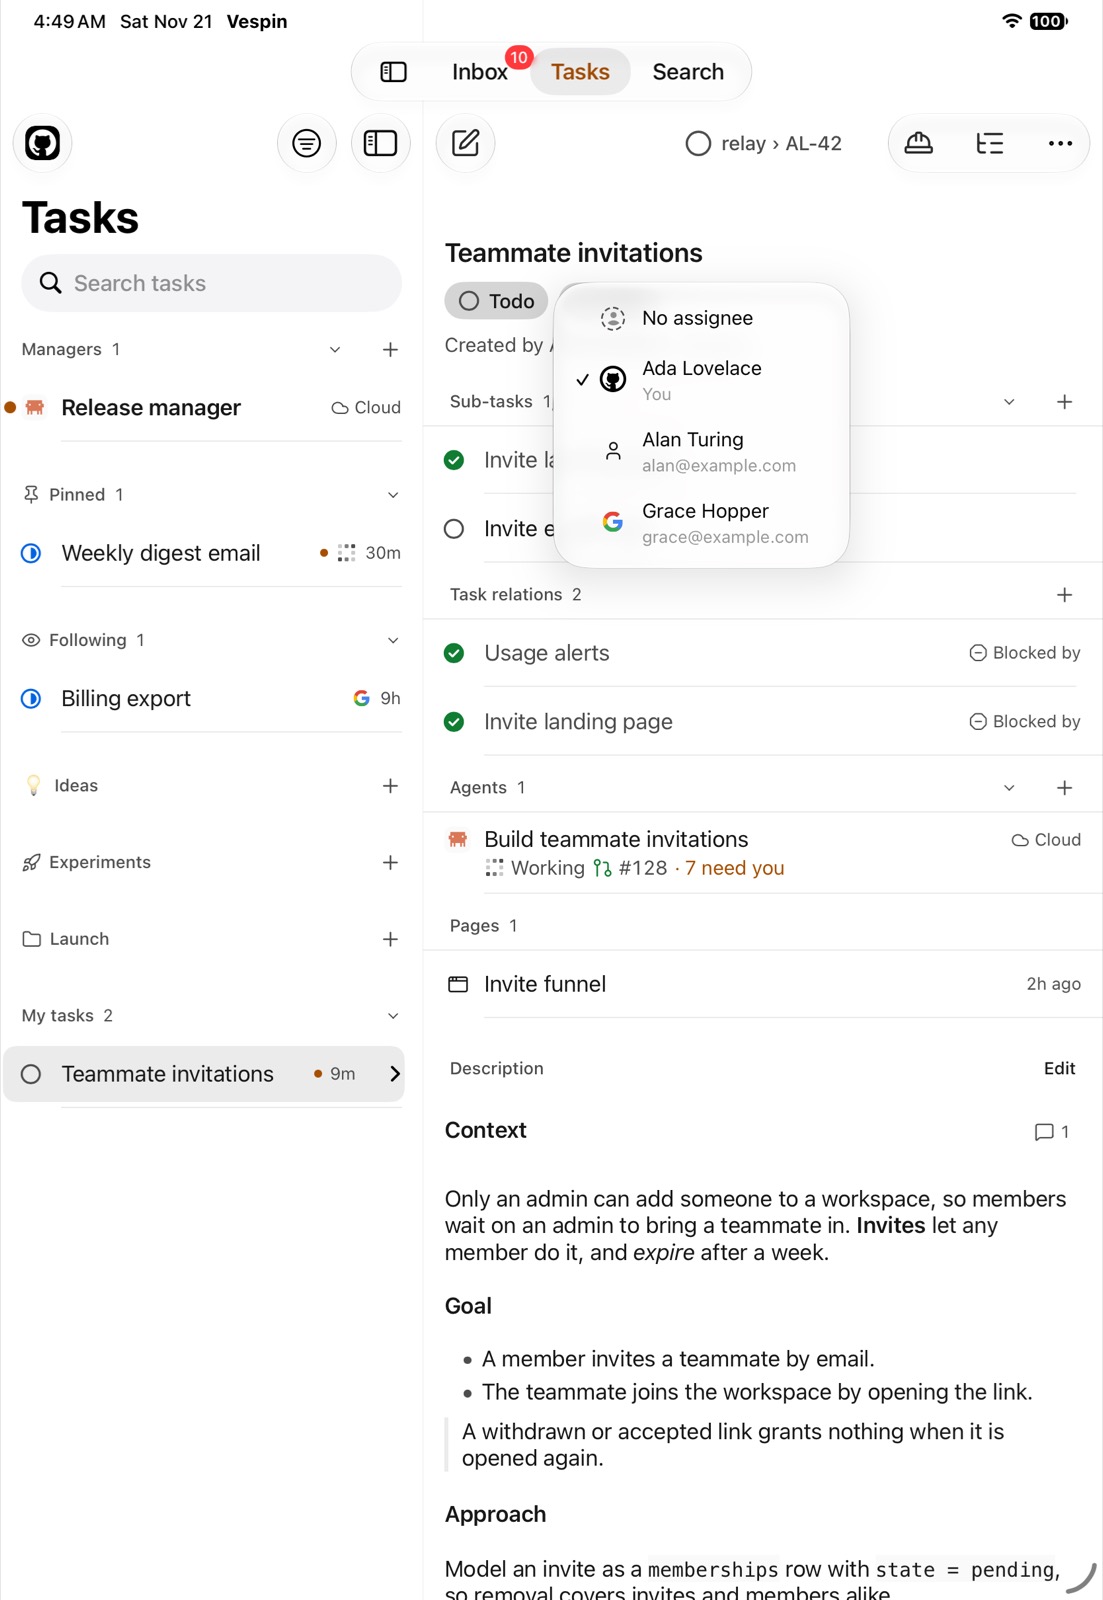 4:49 AM Sat Nov 21 Vespin
100
Inbox 10 Tasks Search
relay › AL-42
Tasks
Search tasks
Managers 1
Release manager Cloud
Pinned 1
Weekly digest email 30m
Following 1
Billing export 9h
Ideas
Experiments
Launch
My tasks 2
Teammate invitations 9m
Teammate invitations
Todo
Created by
No assignee
Ada Lovelace
You
Alan Turing
alan@example.com
Grace Hopper
grace@example.com
Sub-tasks 1
Invite
Invite
Task relations 2
Usage alerts Blocked by
Invite landing page Blocked by
Agents 1
Build teammate invitations Cloud
Working #128 · 7 need you
Pages 1
Invite funnel 2h ago
Description Edit
Context 1
Only an admin can add someone to a workspace, so members
wait on an admin to bring a teammate in. Invites let any
member do it, and expire after a week.
Goal
• A member invites a teammate by email.
• The teammate joins the workspace by opening the link.
A withdrawn or accepted link grants nothing when it is
opened again.
Approach
Model an invite as a memberships row with state = pending,
so removal covers invites and members alike